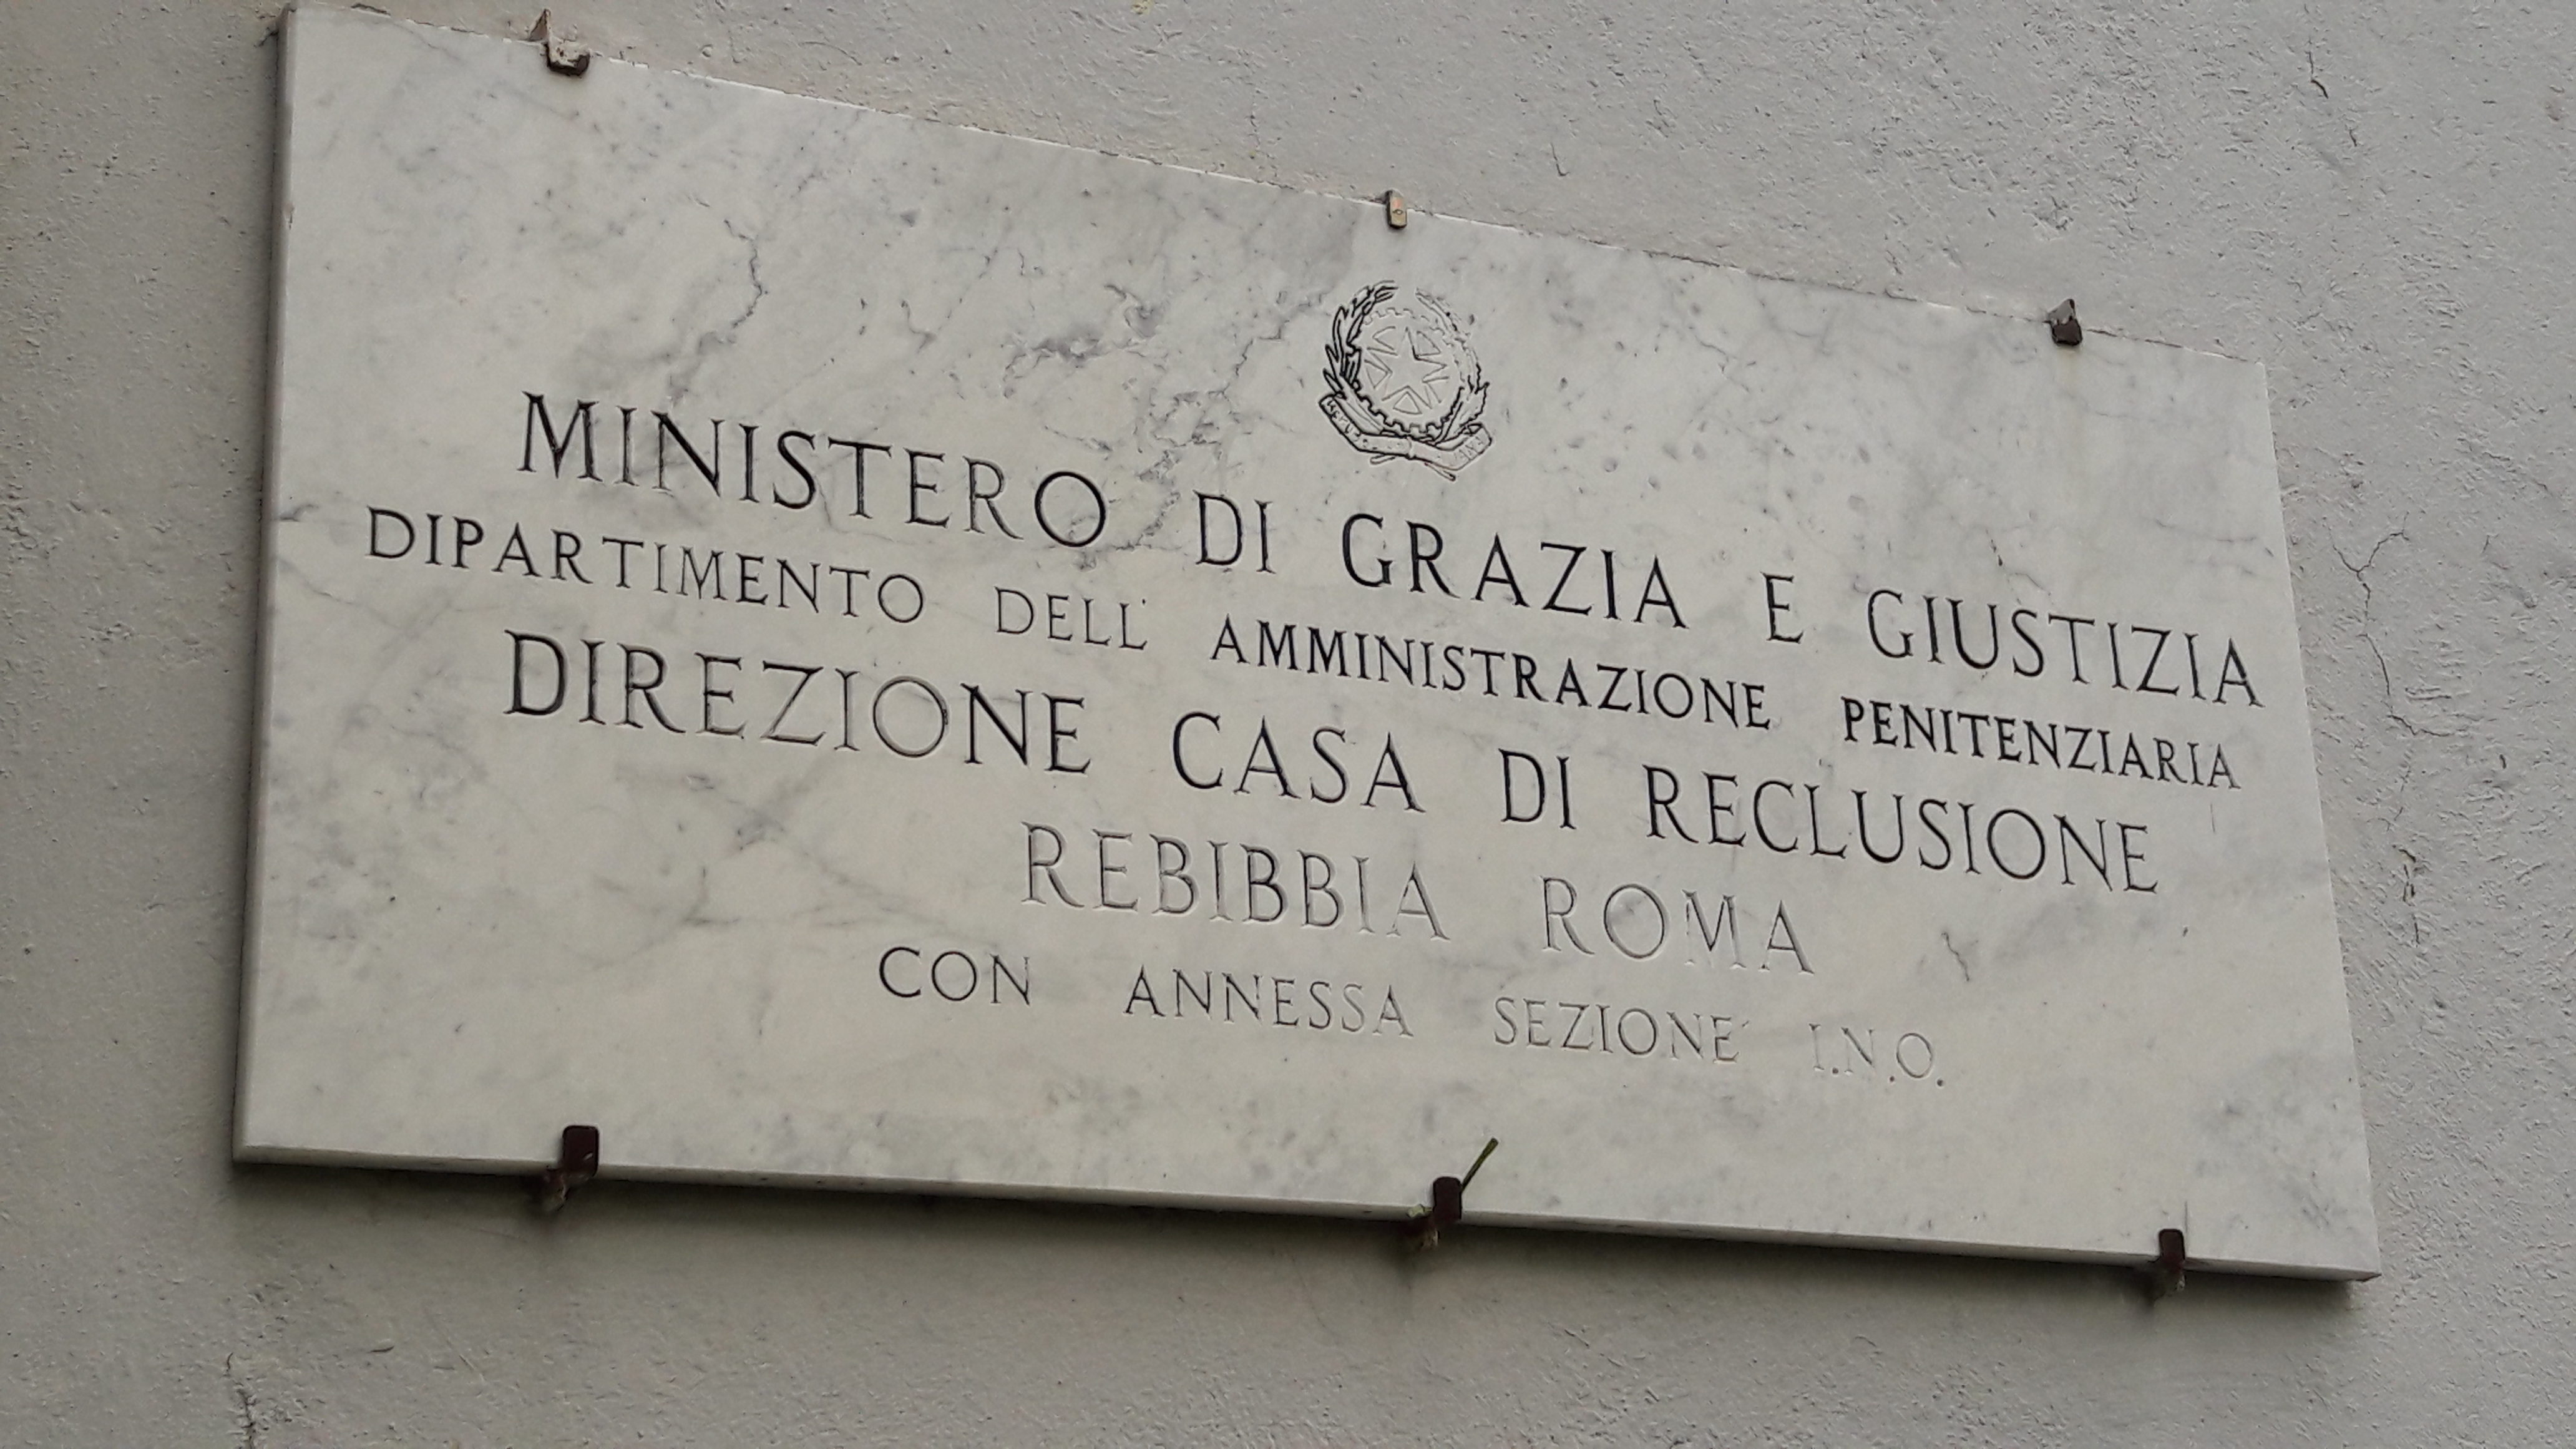 MINISTERO DI GRAZIA E GIUSTIZIA
DIPARTIMENTO DELL' AMMINISTRAZIONE PENITENZIARIA
DIREZIONE CASA DI RECLUSIONE
REBIBBIA ROMA
CON ANNESSA SEZIONE I.N.O.